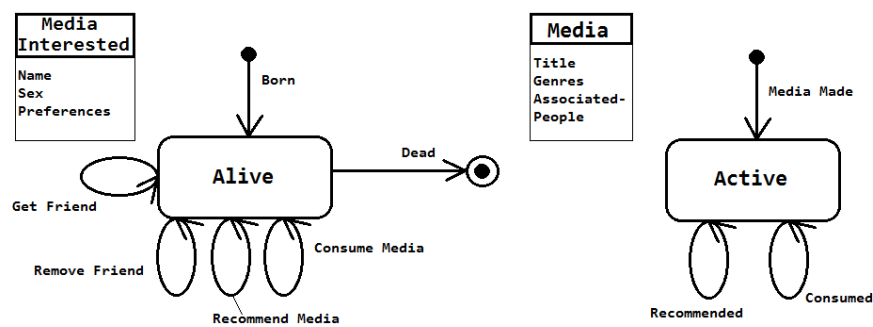 Media
Interested
Name
Sex
Preferences
Born
Alive
Dead
Get Friend
Remove Friend
Recommend Media
Consume Media
Media
Title
Genres
Associated-
People
Media Made
Active
Recommended
Consumed